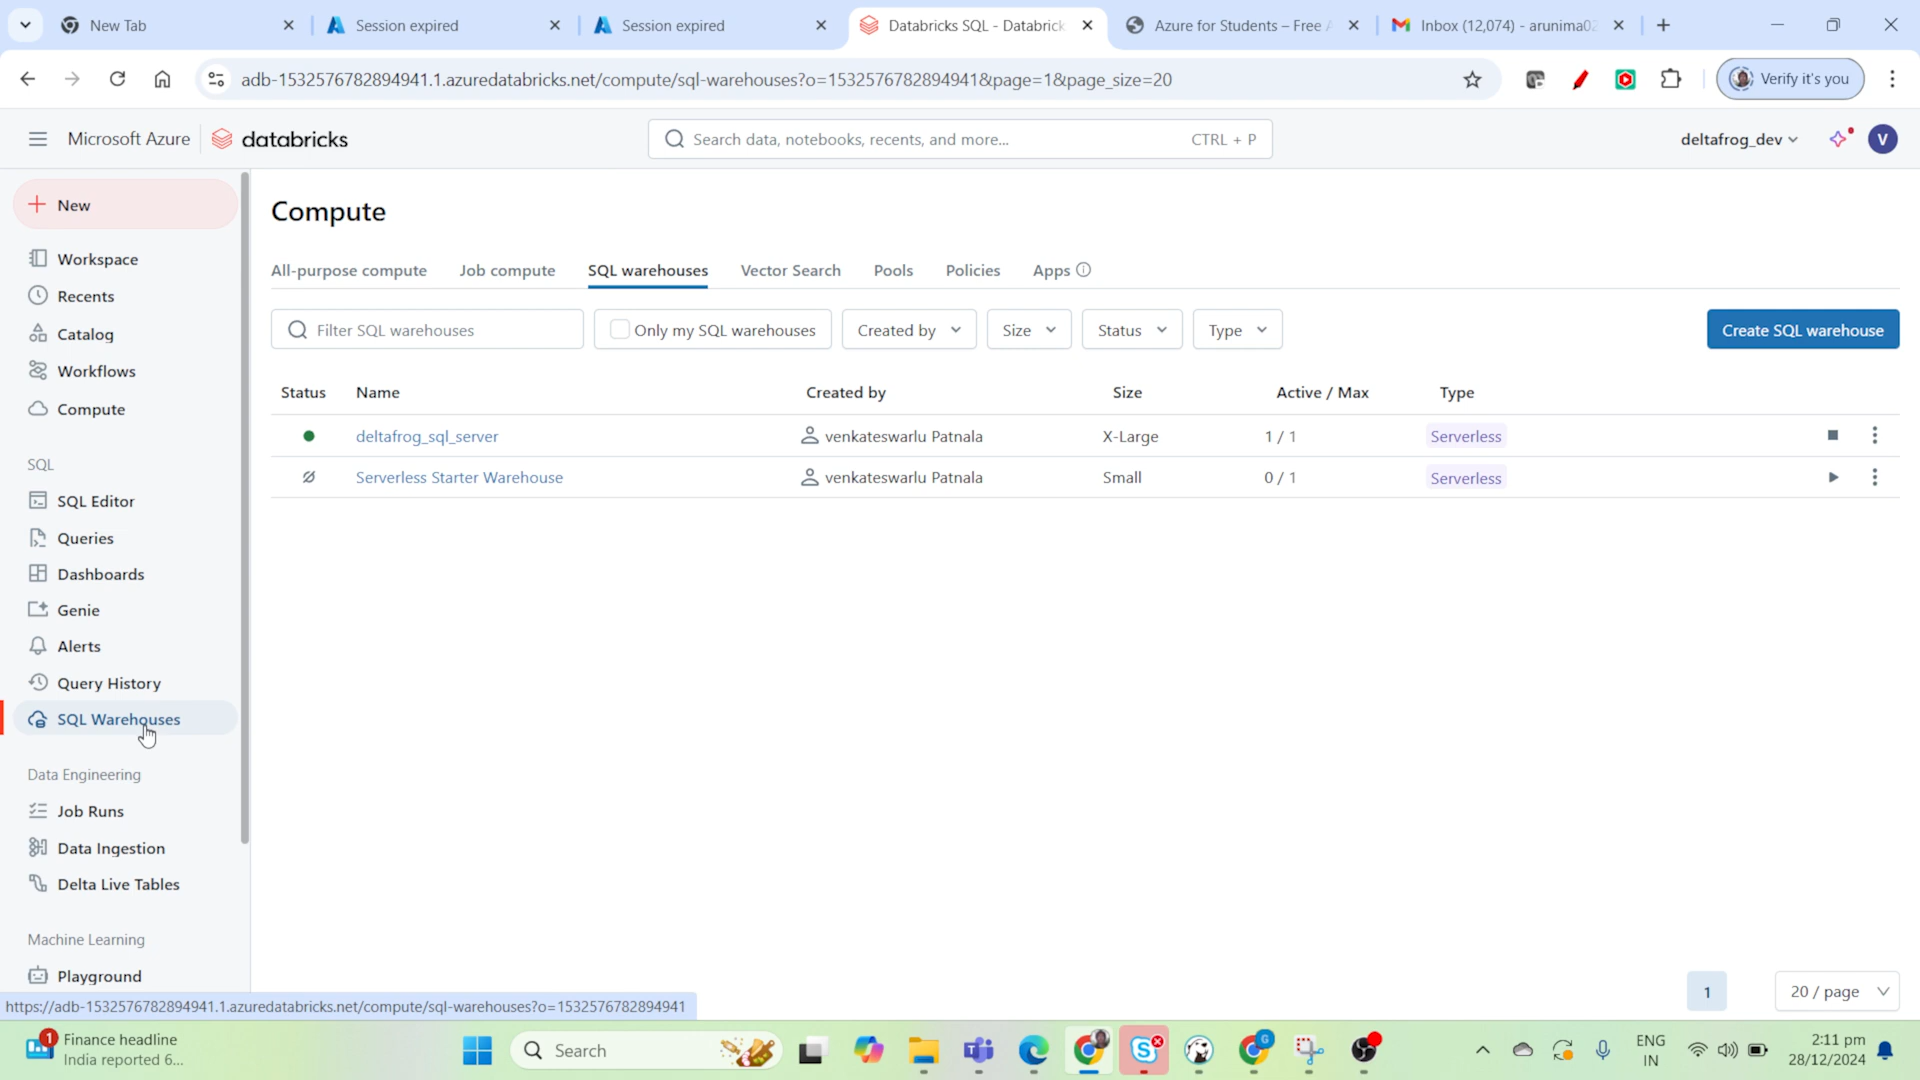 New Tab
Session expired
Session expired
Databricks SQL - Databrick
Azure for Students – Free A
Inbox (12,074) - arunima02
adb-1532576782894941.1.azuredatabricks.net/compute/sql-warehouses?o=1532576782894941&page=1&page_size=20
Verify it's you
Microsoft Azure
databricks
Search data, notebooks, recents, and more...
CTRL + P
deltafrog_dev
V
New
Workspace
Recents
Catalog
Workflows
Compute
SQL
SQL Editor
Queries
Dashboards
Genie
Alerts
Query History
SQL Warehouses
Data Engineering
Job Runs
Data Ingestion
Delta Live Tables
Machine Learning
Playground
Compute
All-purpose compute Job compute SQL warehouses Vector Search Pools Policies Apps
Filter SQL warehouses
Only my SQL warehouses
Created by
Size
Status
Type
Create SQL warehouse
Status Name Created by Size Active / Max Type
deltafrog_sql_server venkateswarlu Patnala X-Large 1 / 1 Serverless
Serverless Starter Warehouse venkateswarlu Patnala Small 0 / 1 Serverless
1
20 / page
https://adb-1532576782894941.1.azuredatabricks.net/compute/sql-warehouses?o=1532576782894941
1
Finance headline
India reported 6...
Search
G
ENG
IN
2:11 pm
28/12/2024